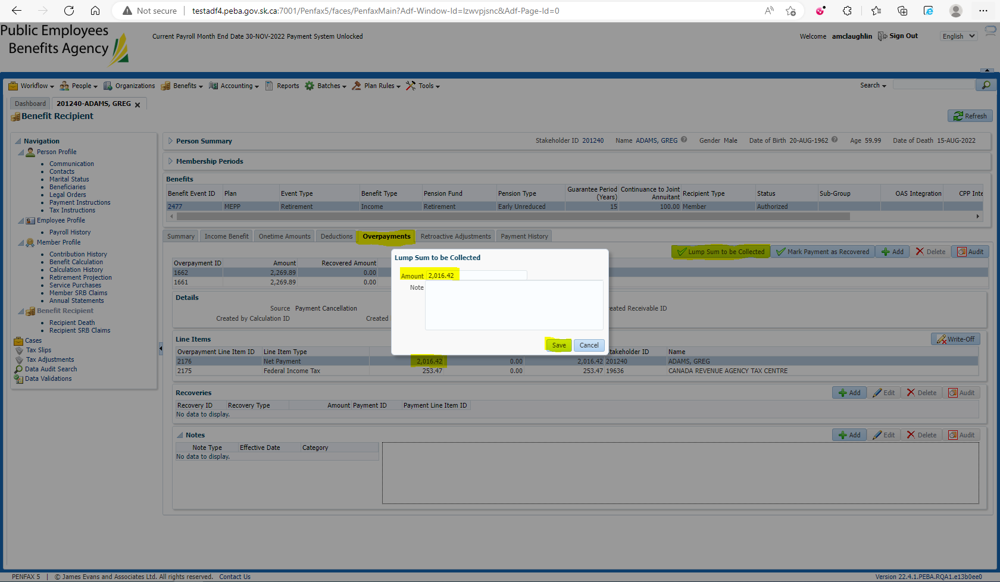 Not secure | testadf4.peba.gov.sk.ca:7001/Penfax5/faces/PenfaxMain?Adf-Window-Id=lzwvpjsnc&Adf-Page-Id=0
Public Employees
Benefits Agency
Current Payroll Month End Date 30-NOV-2022 Payment System Unlocked
Welcome amclaughlin Sign Out English
Workflow People Organizations Benefits Accounting Reports Batches Plan Rules Tools Search
Dashboard 201240-ADAMS, GREG
Benefit Recipient
Refresh
Navigation
Person Profile
Communication
Contacts
Marital Status
Beneficiaries
Legal Orders
Payment Instructions
Tax Instructions
Employee Profile
Payroll History
Member Profile
Contribution History
Benefit Calculation
Calculation History
Retirement Projection
Service Purchases
Member SRB Claims
Annual Statements
Benefit Recipient
Recipient Death
Recipient SRB Claims
Cases
Tax Slips
Tax Adjustments
Data Audit Search
Data Validations
Person Summary Stakeholder ID 201240 Name ADAMS, GREG Gender Male Date of Birth 20-AUG-1962 Age 59.99 Date of Death 15-AUG-2022
Membership Periods
Benefits
Benefit Event ID Plan Event Type Benefit Type Pension Fund Pension Type Guarantee Period (Years) Continuance to Joint Annuitant Recipient Type Status Sub-Group OAS Integration CPP Inte
2477 MEPP Retirement Income Retirement Early Unreduced 15 100.00 Member Authorized
Summary Income Benefit Onetime Amounts Deductions Overpayments Retroactive Adjustments Payment History
Lump Sum to be Collected Mark Payment as Recovered Add Delete Audit
Overpayment ID Amount Recovered Amount
1662 2,269.89 0.00
1661 2,269.89 0.00
Lump Sum to be Collected
Amount 2,016.42
Note
Save Cancel
Details
Source Payment Cancellation eated Receivable ID
Created by Calculation ID Created
Line Items
Write-Off
Overpayment Line Item ID Line Item Type takeholder ID Name
2176 Net Payment 2,016.42 0.00 2,016.42 201240 ADAMS, GREG
2175 Federal Income Tax 253.47 0.00 253.47 19636 CANADA REVENUE AGENCY TAX CENTRE
Recoveries
Add Edit Delete Audit
Recovery ID Recovery Type Amount Payment ID Payment Line Item ID
No data to display.
Notes
Add Edit Delete Audit
Note Type Effective Date Category
No data to display.
PENFAX 5 | © James Evans and Associates Ltd. All rights reserved. Contact Us
Version 22.4.1.PEBA.RQA1.e13b0ee0